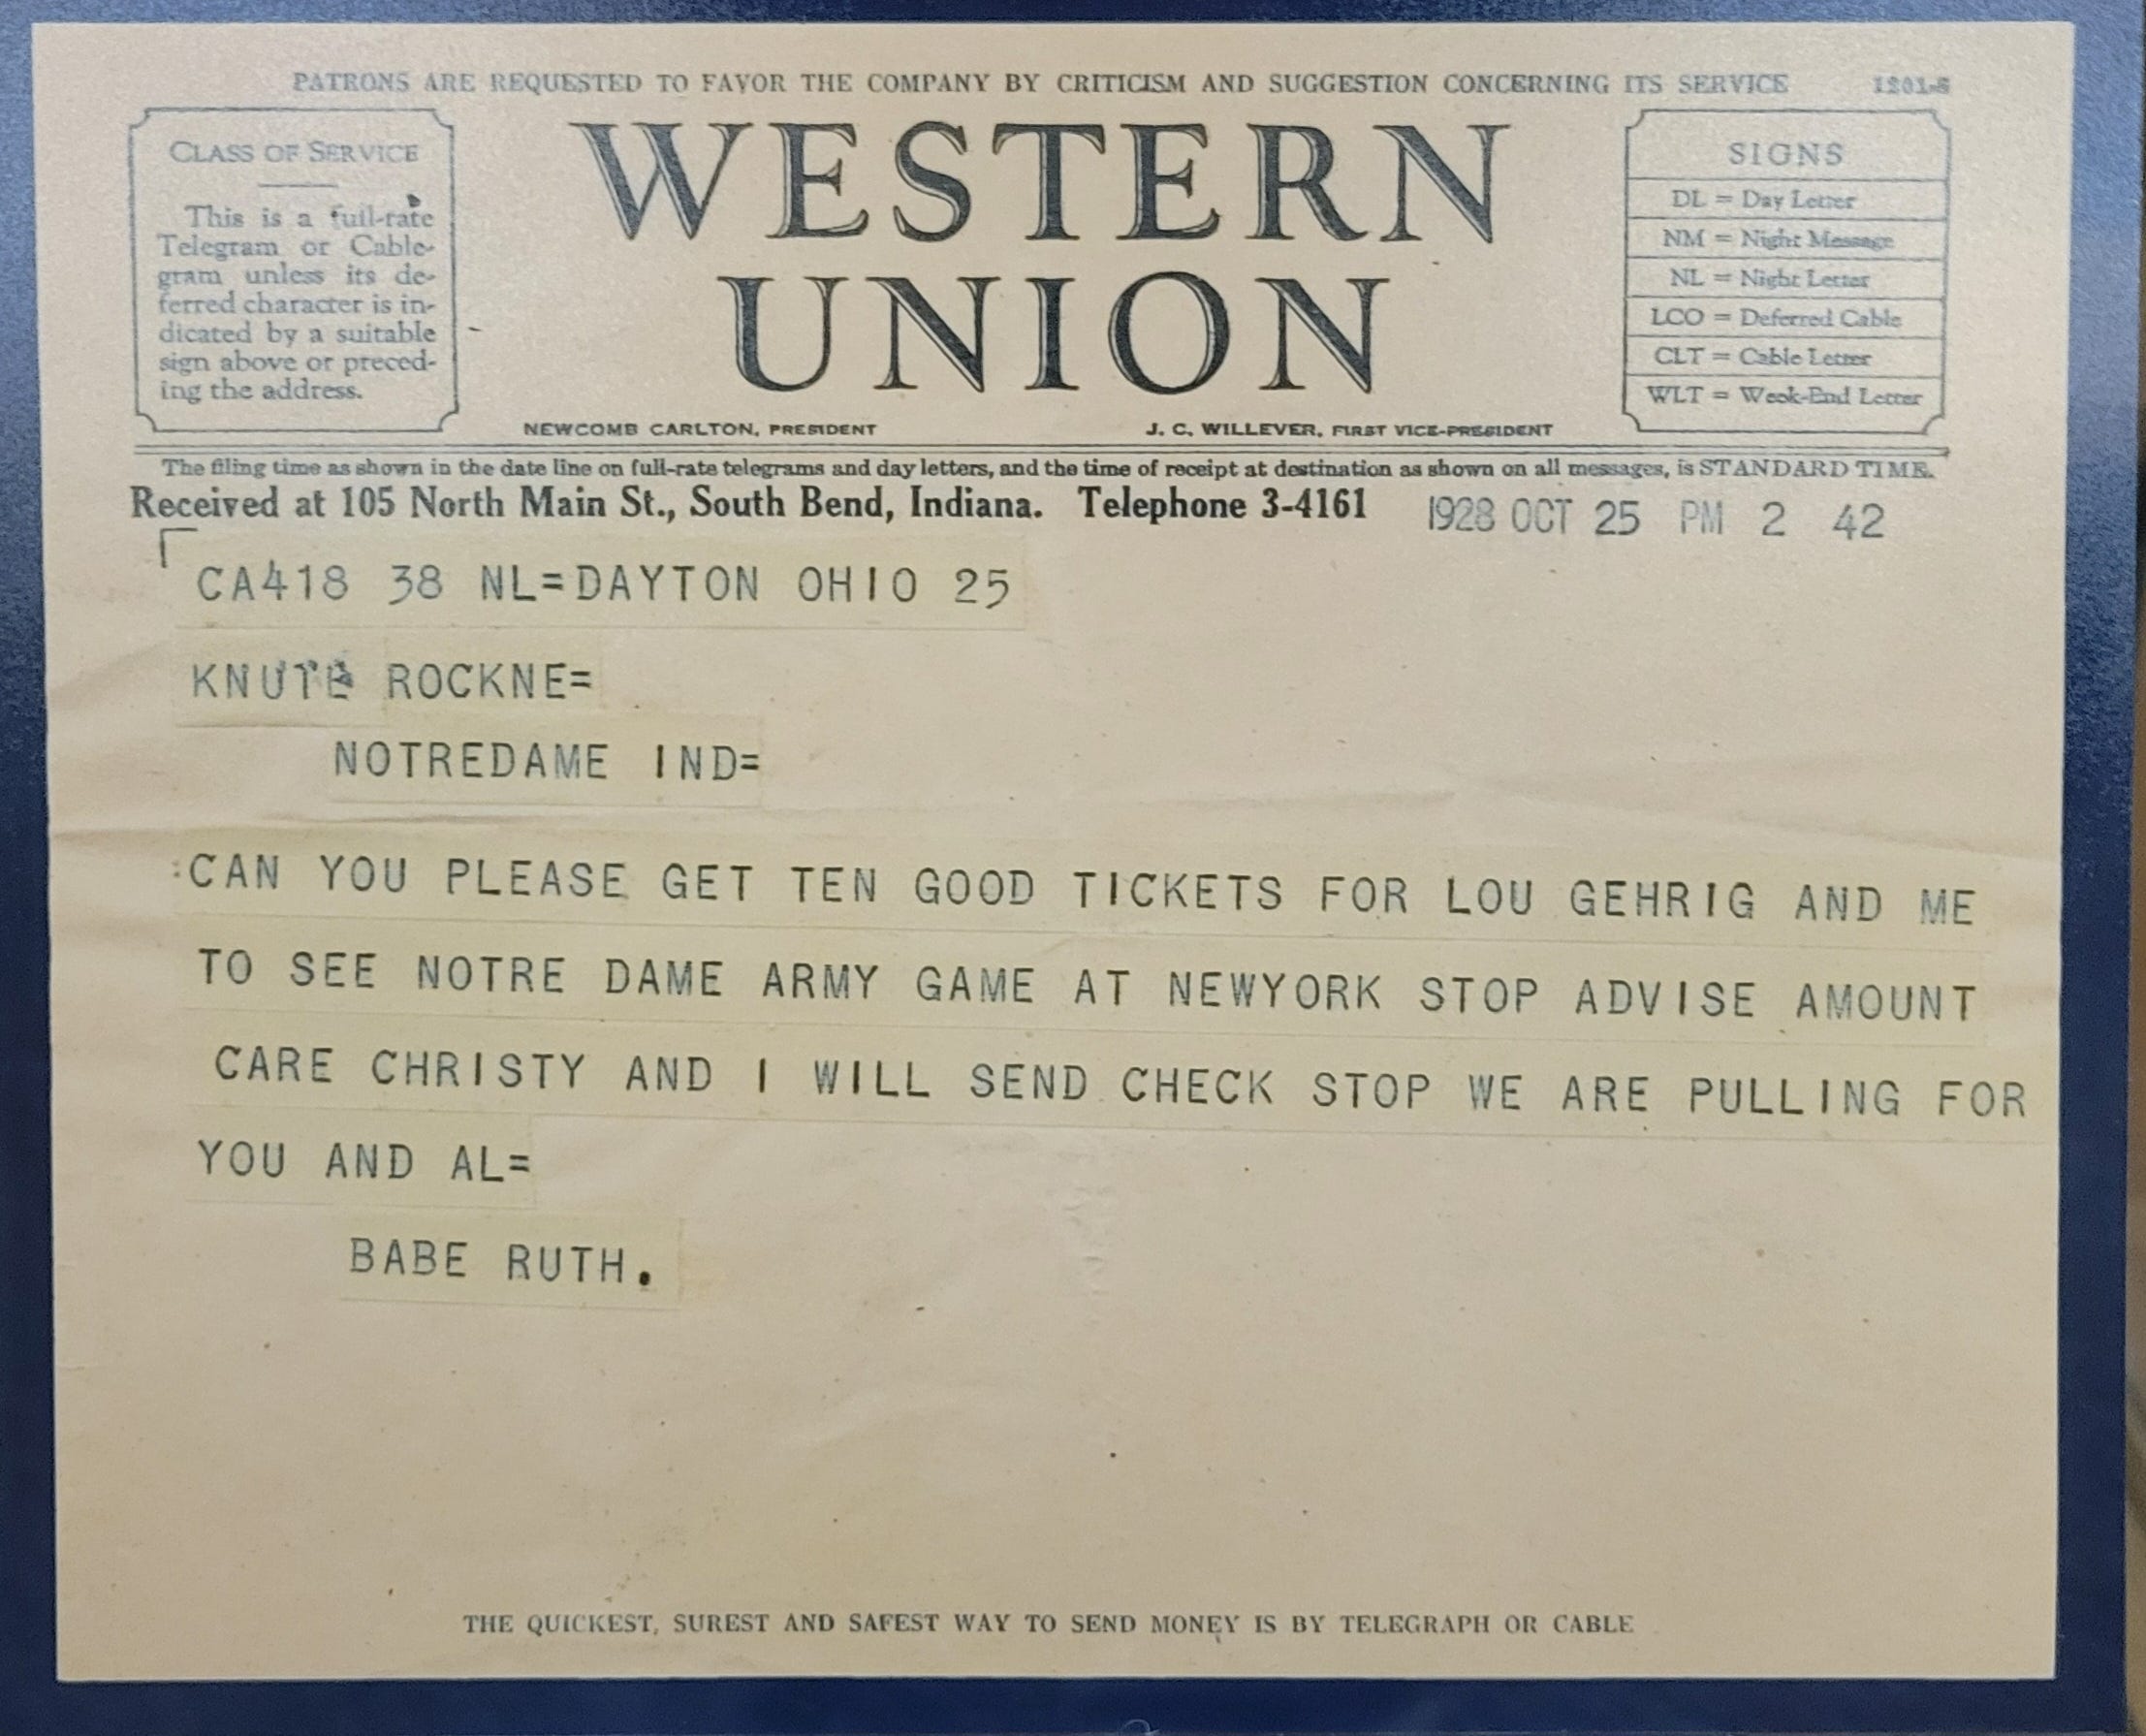 PATRONS ARE REQUESTED TO FAVOR THE COMPANY BY CRITICISM AND SUGGESTION CONCERNING ITS SERVICE 1201-S
CLASS OF SERVICE
This is a full-rate
Telegram or Cable-
gram unless its de-
ferred character is in-
dicated by a suitable
sign above or preced-
ing the address.
WESTERN
UNION
NEWCOMB CARLTON, PRESIDENT J. C. WILLEVER, FIRST VICE-PRESIDENT
SIGNS
DL = Day Letter
NM = Night Message
NL = Night Letter
LCO = Deferred Cable
CLT = Cable Letter
WLT = Week-End Letter
The filing time as shown in the date line on full-rate telegrams and day letters, and the time of receipt at destination as shown on all messages, is STANDARD TIME.
Received at 105 North Main St., South Bend, Indiana. Telephone 3-4161 1928 OCT 25 PM 2 42
CA418 38 NL=DAYTON OHIO 25
KNUTE ROCKNE=
NOTREDAME IND=
:CAN YOU PLEASE GET TEN GOOD TICKETS FOR LOU GEHRIG AND ME
TO SEE NOTRE DAME ARMY GAME AT NEWYORK STOP ADVISE AMOUNT
CARE CHRISTY AND I WILL SEND CHECK STOP WE ARE PULLING FOR
YOU AND AL=
BABE RUTH.
THE QUICKEST, SUREST AND SAFEST WAY TO SEND MONEY IS BY TELEGRAPH OR CABLE